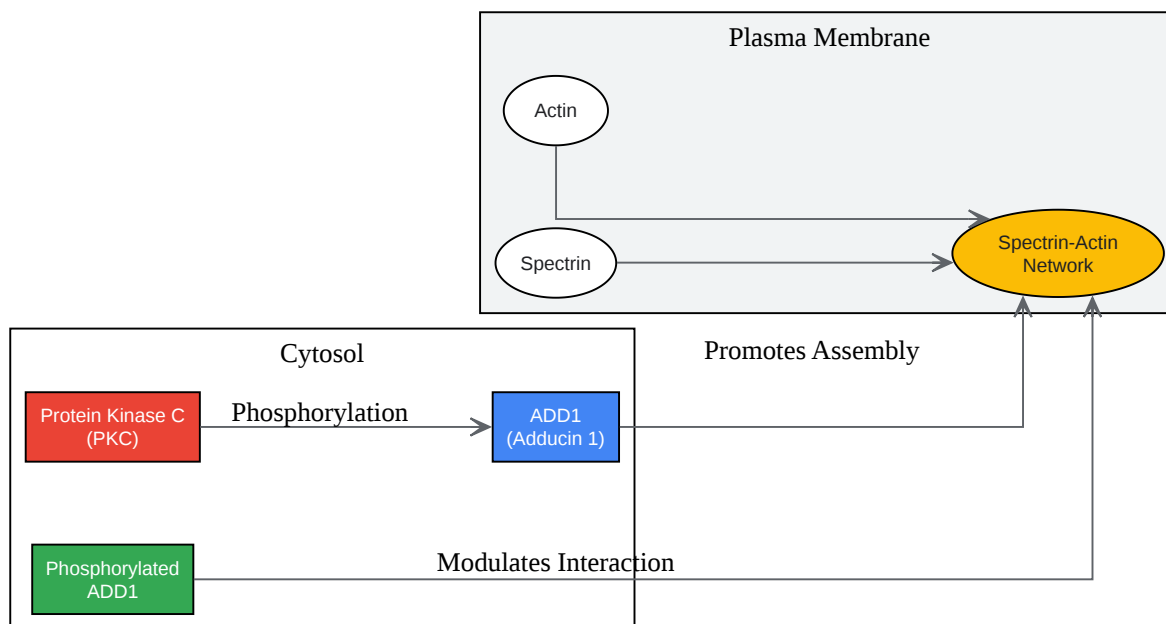 Plasma Membrane
Actin
Spectrin
Spectrin-Actin
Network
Cytosol
Promotes Assembly
Protein Kinase C
(PKC)
Phosphorylation
ADD1
(Adducin 1)
Phosphorylated
ADD1
Modulates Interaction